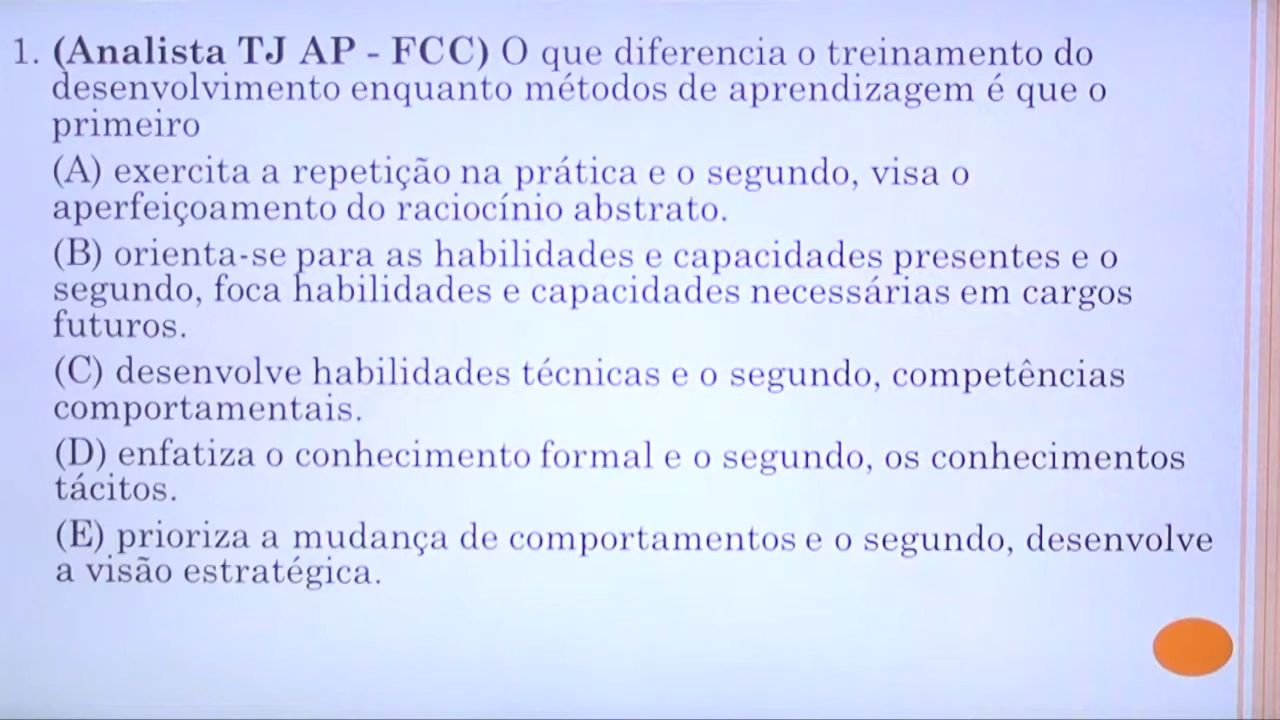 1. (Analista TJ AP - FCC) O que diferencia o treinamento do
desenvolvimento enquanto métodos de aprendizagem é que o
primeiro
(A) exercita a repetição na prática e o segundo, visa o
aperfeiçoamento do raciocínio abstrato.
(B) orienta-se para as habilidades e capacidades presentes e o
segundo, foca habilidades e capacidades necessárias em cargos
futuros.
(C) desenvolve habilidades técnicas e o segundo, competências
comportamentais.
(D) enfatiza o conhecimento formal e o segundo, os conhecimentos
tácitos.
(E) prioriza a mudança de comportamentos e o segundo, desenvolve
a visão estratégica.